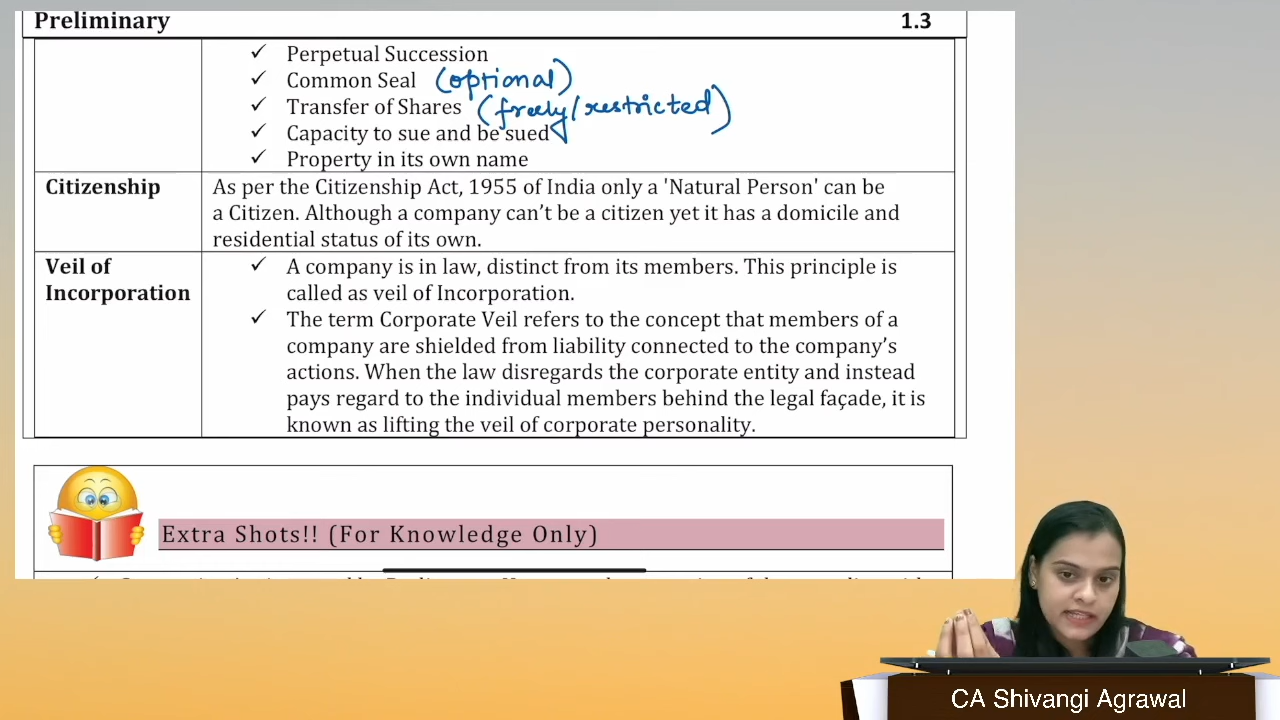 Preliminary 1.3
✓ Perpetual Succession
✓ Common Seal (optional)
✓ Transfer of Shares (freely/restricted)
✓ Capacity to sue and be sued
✓ Property in its own name
Citizenship As per the Citizenship Act, 1955 of India only a 'Natural Person' can be
a Citizen. Although a company can’t be a citizen yet it has a domicile and
residential status of its own.
Veil of ✓ A company is in law, distinct from its members. This principle is
Incorporation called as veil of Incorporation.
✓ The term Corporate Veil refers to the concept that members of a
company are shielded from liability connected to the company’s
actions. When the law disregards the corporate entity and instead
pays regard to the individual members behind the legal façade, it is
known as lifting the veil of corporate personality.
Extra Shots!! (For Knowledge Only)
CA Shivangi Agrawal